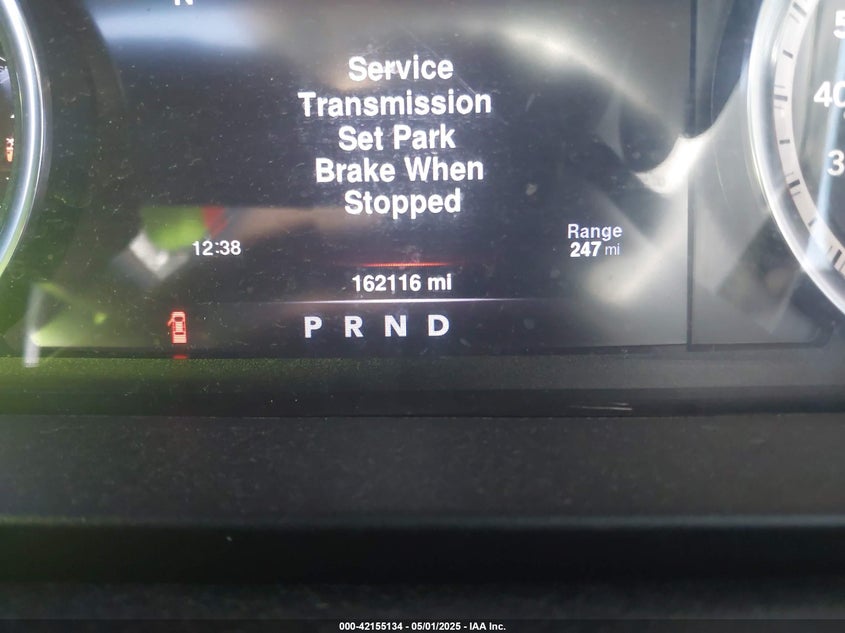 N
Service
Transmission
Set Park
Brake When
Stopped
12:38
Range
247 mi
162116 mi
P R N D
40
000-42155134 - 05/01/2025 - IAA Inc.